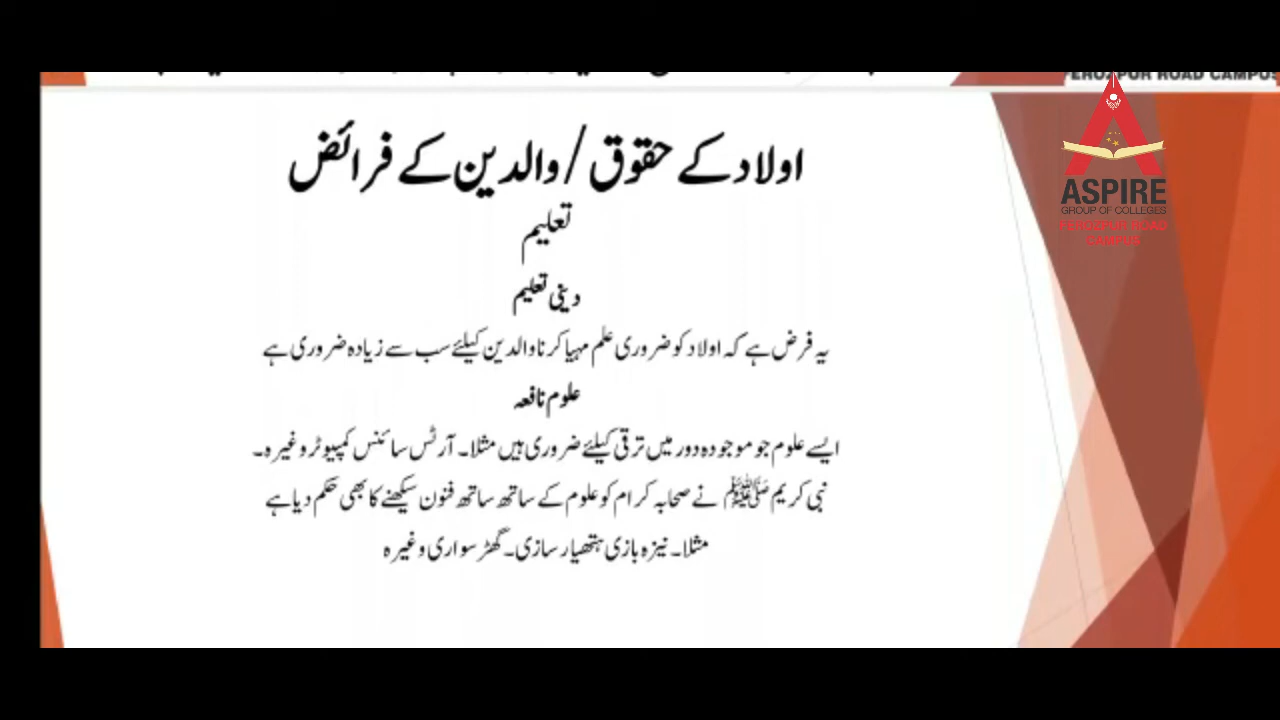 FEROZPUR ROAD CAMPUS
اولاد کے حقوق / والدین کے فرائض
تعلیم
دینی تعلیم
یہ فرض ہے کہ اولاد کو ضروری علم مہیا کرنا والدین کیلئے سب سے زیادہ ضروری ہے
علوم نافعہ
ایسے علوم جو موجودہ دور میں ترقی کیلئے ضروری ہیں مثلا۔ آرٹس سائنس کمپیوٹر وغیرہ۔
نبی کریم ﷺ نے صحابہ کرام کو علوم کے ساتھ ساتھ فنون سیکھنے کا بھی حکم دیا ہے
مثلا۔ نیزہ بازی ہتھیار سازی۔ گھڑ سواری وغیرہ
ASPIRE
GROUP OF COLLEGES
FEROZPUR ROAD
CAMPUS